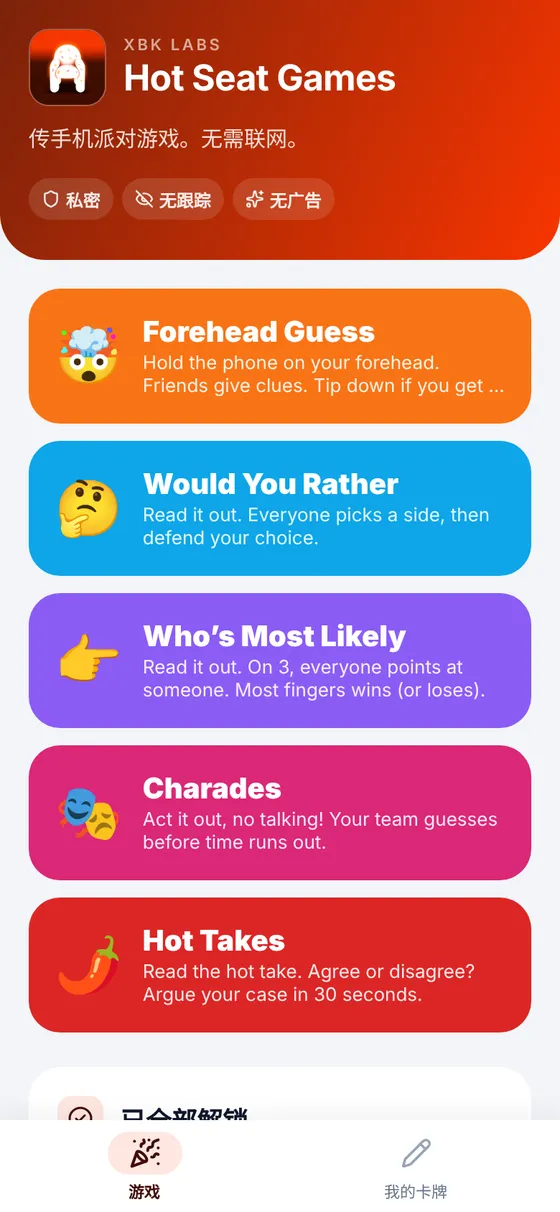 XBK LABS
Hot Seat Games
传手机派对游戏。无需联网。
私密
无跟踪
无广告
Forehead Guess
Hold the phone on your forehead.
Friends give clues. Tip down if you get ...
Would You Rather
Read it out. Everyone picks a side, then
defend your choice.
Who’s Most Likely
Read it out. On 3, everyone points at
someone. Most fingers wins (or loses).
Charades
Act it out, no talking! Your team guesses
before time runs out.
Hot Takes
Read the hot take. Agree or disagree?
Argue your case in 30 seconds.
已全部解锁
游戏
我的卡牌